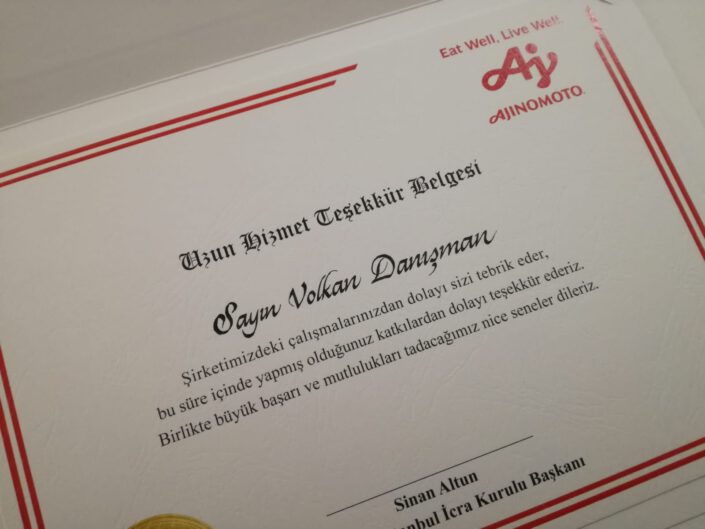 Eat Well, Live Well.
AJINOMOTO
Uzun Hizmet Teşekkür Belgesi
Sayın Volkan Danışman
Şirketimizdeki çalışmalarınızdan dolayı sizi tebrik eder,
bu süre içinde yapmış olduğunuz katkılardan dolayı teşekkür ederiz.
Birlikte büyük başarı ve mutlulukları tadacağımız nice seneler dileriz.
Sinan Altun
nbul İcra Kurulu Başkanı